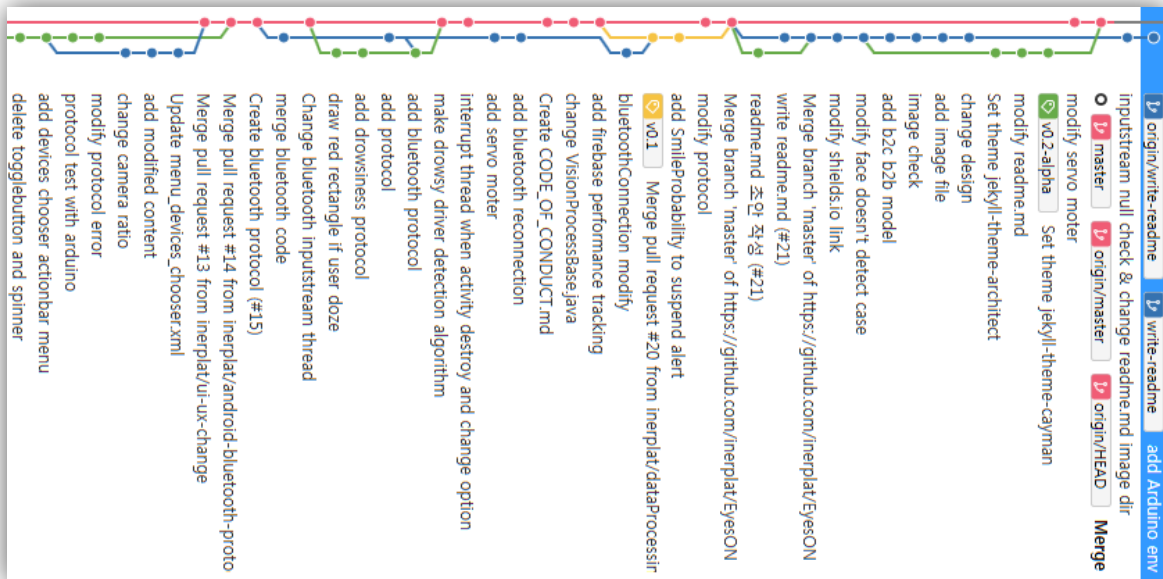 origin/write-readme write-readme add Arduino env
inputstream null check & change readme.md image dir
master origin/master origin/HEAD Merge
modify servo moter
v0.2-alpha Set theme jekyll-theme-cayman
modify readme.md
Set theme jekyll-theme-architect
change design
add image file
image check
add b2c b2b model
modify face doesn't detect case
modify shields.io link
Merge branch 'master' of https://github.com/inerplat/EyesON
write readme.md (#21)
readme.md 초안 작성 (#21)
Merge branch 'master' of https://github.com/inerplat/EyesON
modify protocol
add SmileProbability to suspend alert
v0.1 Merge pull request #20 from inerplat/dataProcessir
bluetoothConnection modify
add firebase performance tracking
change VisionProcessBase.java
Create CODE_OF_CONDUCT.md
add bluetooth reconnection
add servo moter
interrupt thread when activity destroy and change option
make drowsy driver detection algorithm
add bluetooth protocol
add protocol
add drowsiness protocol
draw red rectangle if user doze
Change bluetooth inputstream thread
merge bluetooth code
Create bluetooth protocol (#15)
Merge pull request #14 from inerplat/android-bluetooth-proto
Merge pull request #13 from inerplat/ui-ux-change
Update menu_devices_chooser.xml
add modified content
change camera ratio
modify protocol error
protocol test with arduino
add devices chooser actionbar menu
delete togglebutton and spinner